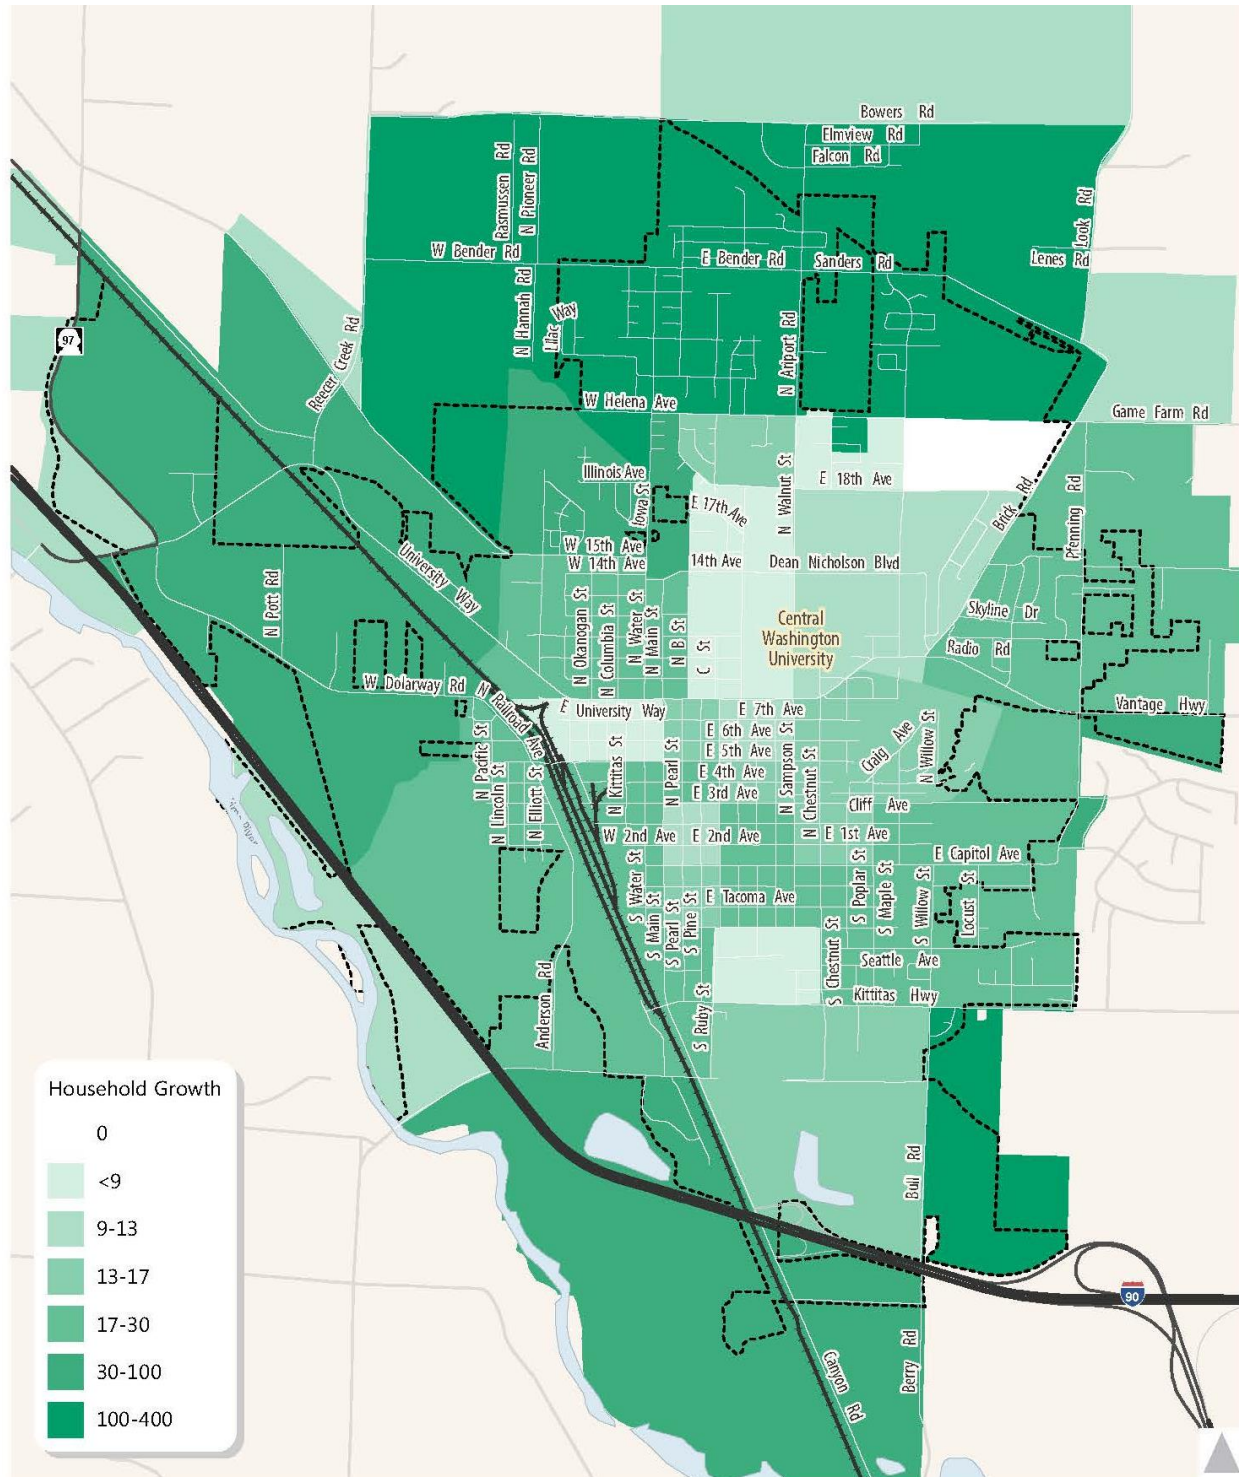 Bowers Rd
Elmview Rd
Falcon Rd
Rasmussen Rd
N Pioneer Rd
Look Rd
W Bender Rd
E Bender Rd
Sanders Rd
Lenes Rd
N Hannah Rd
Lilac Way
N Ariport Rd
97
Reecer Creek Rd
W Helena Ave
Game Farm Rd
Illinois Ave
Iowa St
E 17th Ave
N Walnut St
E 18th Ave
Brick Rd
Pfenning Rd
W 15th Ave
W 14th Ave
14th Ave
Dean Nicholson Blvd
University Way
N Pott Rd
N Okanogan St
N Columbia St
N Water St
N Main St
N B St
C St
Central
Washington
University
Skyline Dr
Radio Rd
W Dolarway Rd
N Railroad Ave
E University Way
E 7th Ave
E 6th Ave
E 5th Ave
E 4th Ave
E 3rd Ave
Vantage Hwy
Craig Ave
N Willow St
N Pacific St
N Lincoln St
N Elliott St
N Kittitas St
N Pearl St
N Sampson St
N Chestnut St
Cliff Ave
W 2nd Ave
E 2nd Ave
E 1st Ave
E Capitol Ave
S Water St
S Main St
S Pearl St
S Pine St
E Tacoma Ave
S Poplar St
S Maple St
S Willow St
Locust St
S Chestnut St
Seattle Ave
Kittitas Hwy
Anderson Rd
S Ruby St
Bull Rd
90
Canyon Rd
Berry Rd
Household Growth
0
<9
9-13
13-17
17-30
30-100
100-400